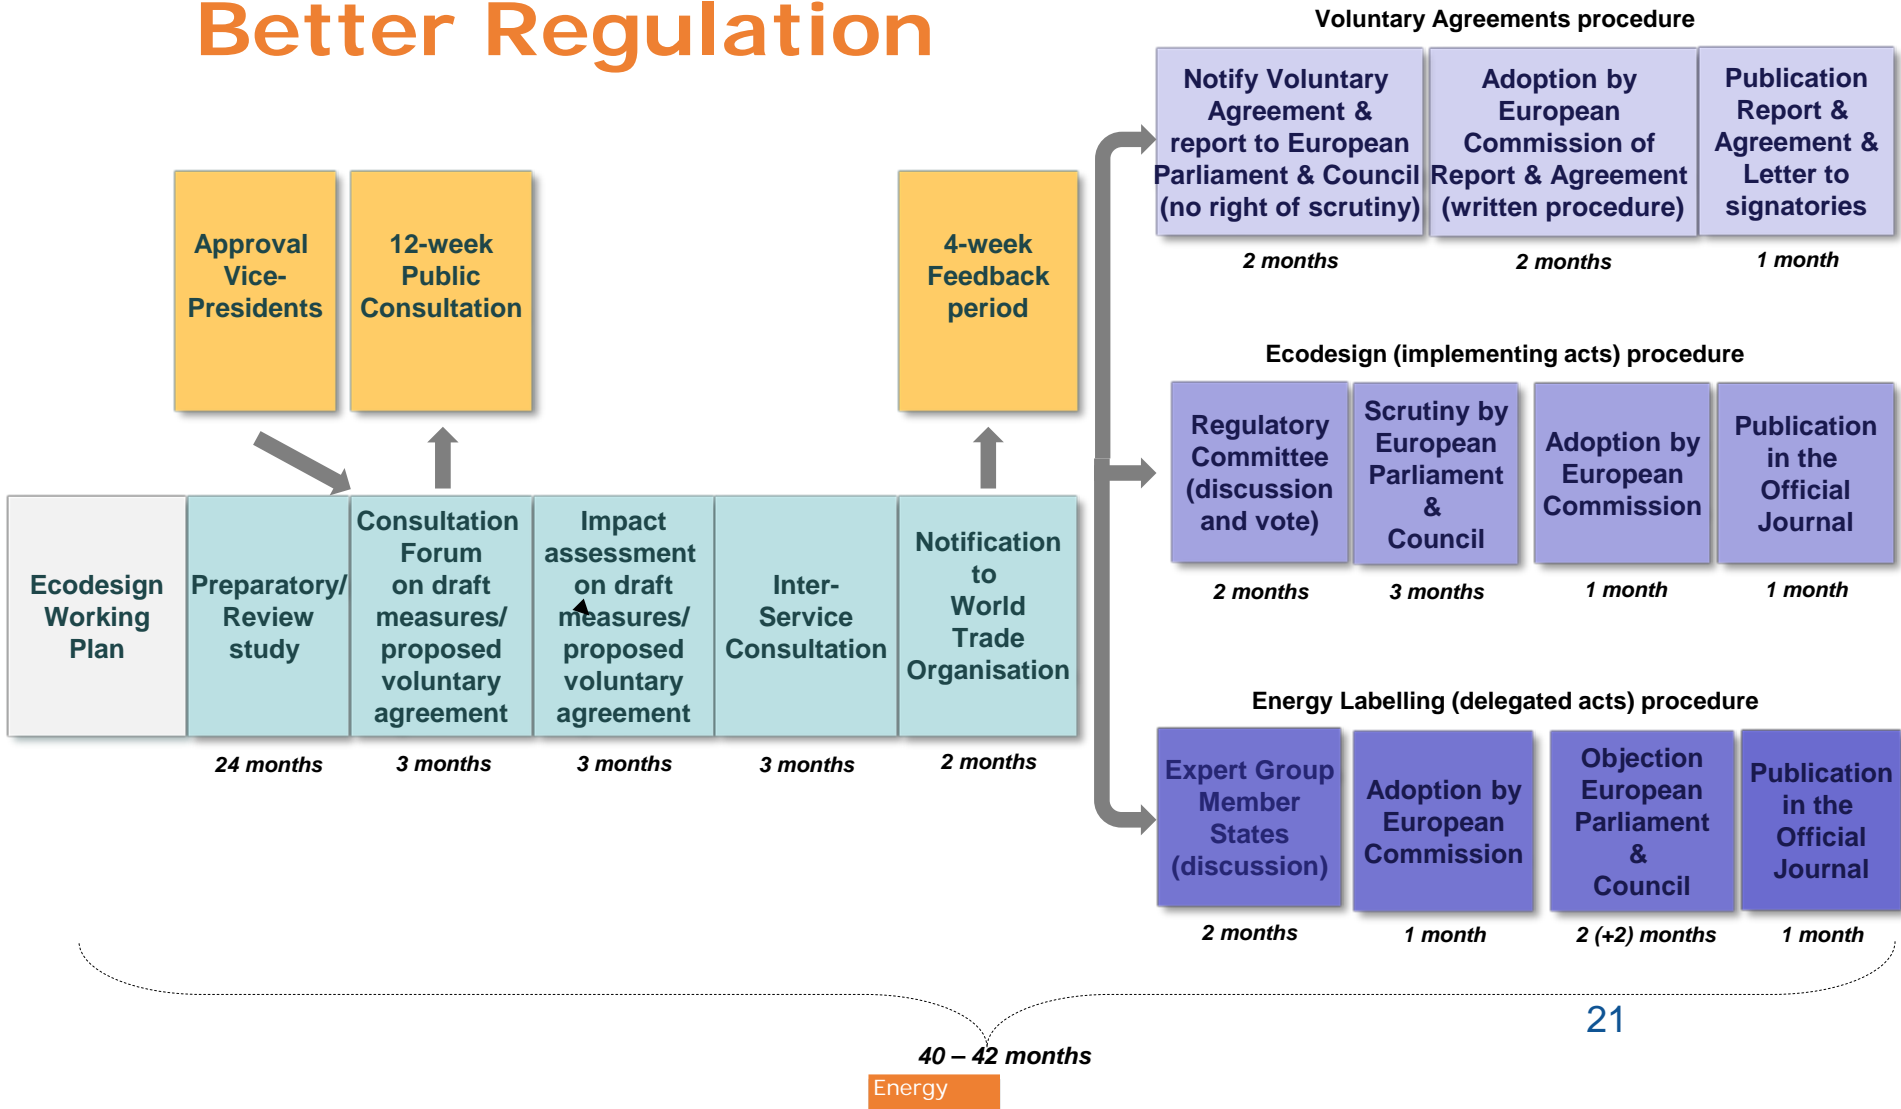 Better Regulation
Approval
Vice-
Presidents
12-week
Public
Consultation
4-week
Feedback
period
Ecodesign
Working
Plan
Preparatory/
Review
study
24 months
Consultation
Forum
on draft
measures/
proposed
voluntary
agreement
3 months
Impact
assessment
on draft
measures/
proposed
voluntary
agreement
3 months
Inter-
Service
Consultation
3 months
Notification
to
World
Trade
Organisation
2 months
Voluntary Agreements procedure
Notify Voluntary
Agreement &
report to European
Parliament & Council
(no right of scrutiny)
2 months
Adoption by
European
Commission of
Report & Agreement
(written procedure)
2 months
Publication
Report &
Agreement &
Letter to
signatories
1 month
Ecodesign (implementing acts) procedure
Regulatory
Committee
(discussion
and vote)
2 months
Scrutiny by
European
Parliament
&
Council
3 months
Adoption by
European
Commission
1 month
Publication
in the
Official
Journal
1 month
Energy Labelling (delegated acts) procedure
Expert Group
Member
States
(discussion)
2 months
Adoption by
European
Commission
1 month
Objection
European
Parliament
&
Council
2 (+2) months
Publication
in the
Official
Journal
1 month
21
40 – 42 months
Energy